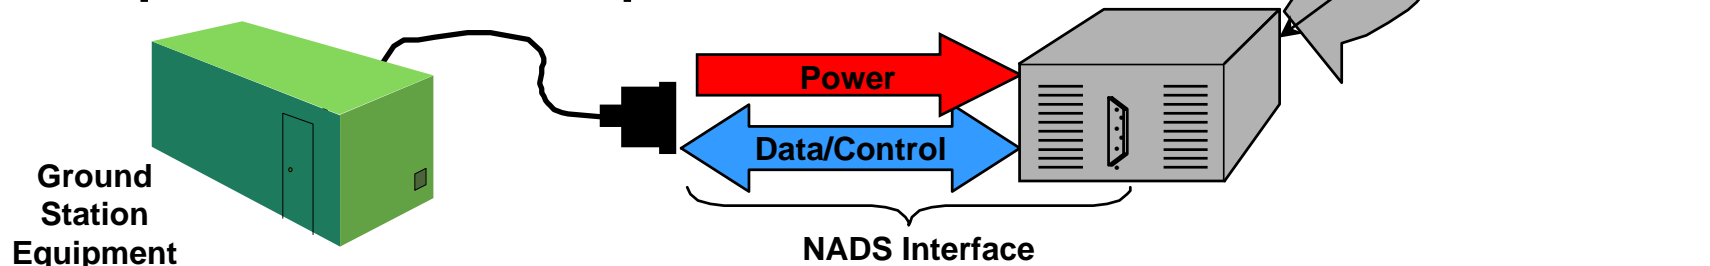 Power
Data/Control
Ground
Station
Equipment
NADS Interface